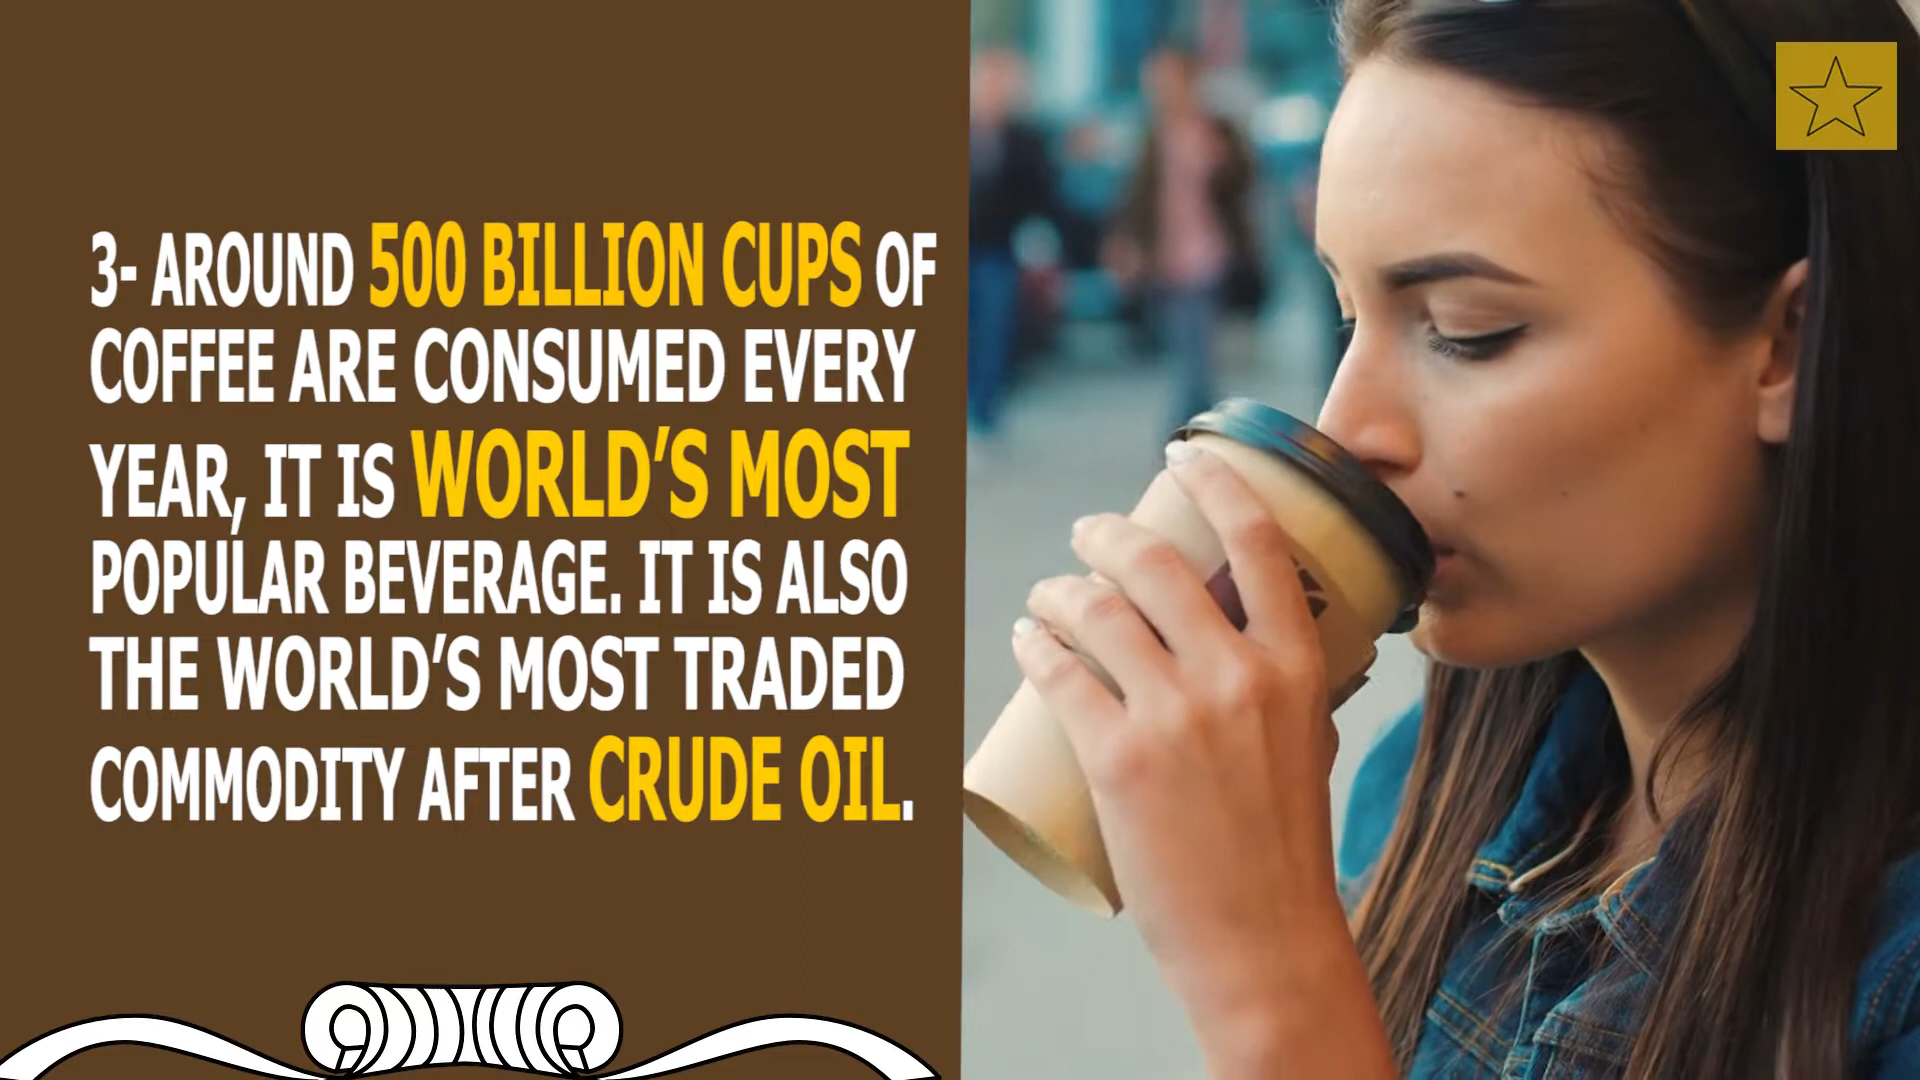 3- AROUND 500 BILLION CUPS OF
COFFEE ARE CONSUMED EVERY
YEAR, IT IS WORLD'S MOST
POPULAR BEVERAGE. IT IS ALSO
THE WORLD'S MOST TRADED
COMMODITY AFTER CRUDE OIL.